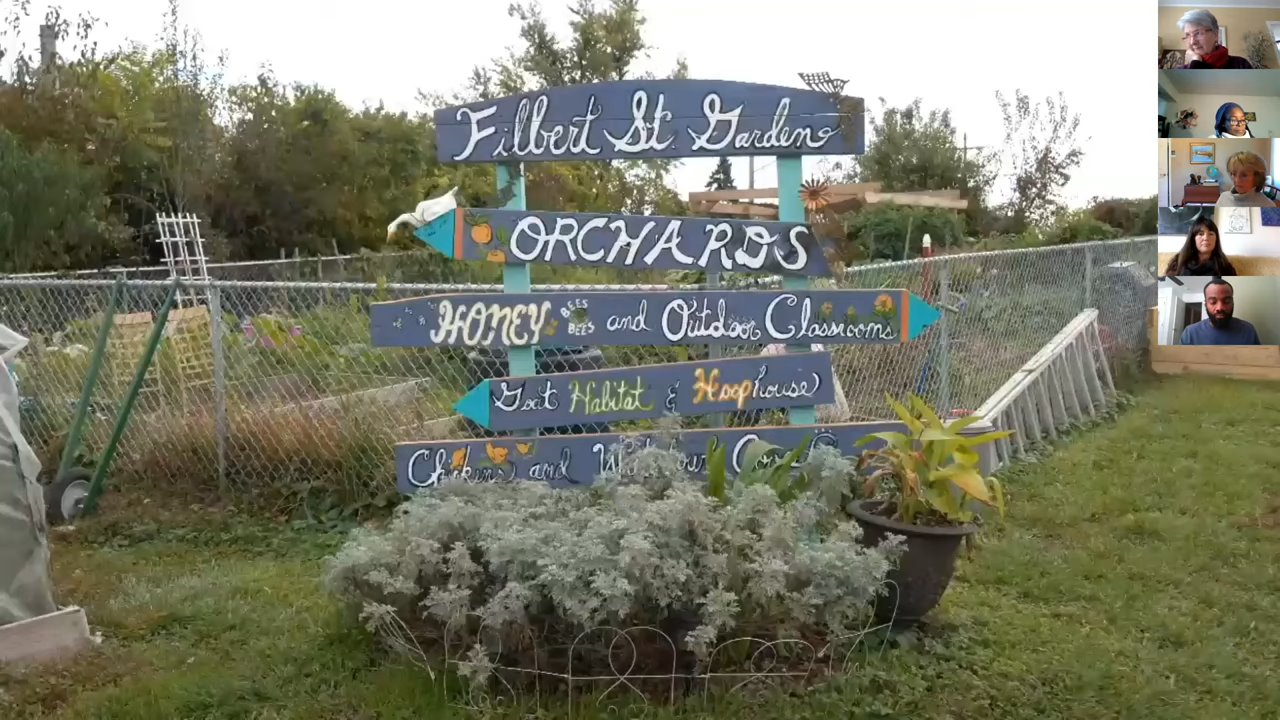 Filbert St. Garden
ORCHARDS
HONEY BEES BEES and Outdoor Classrooms
Goat Habitat & Hoophouse
Chickens and